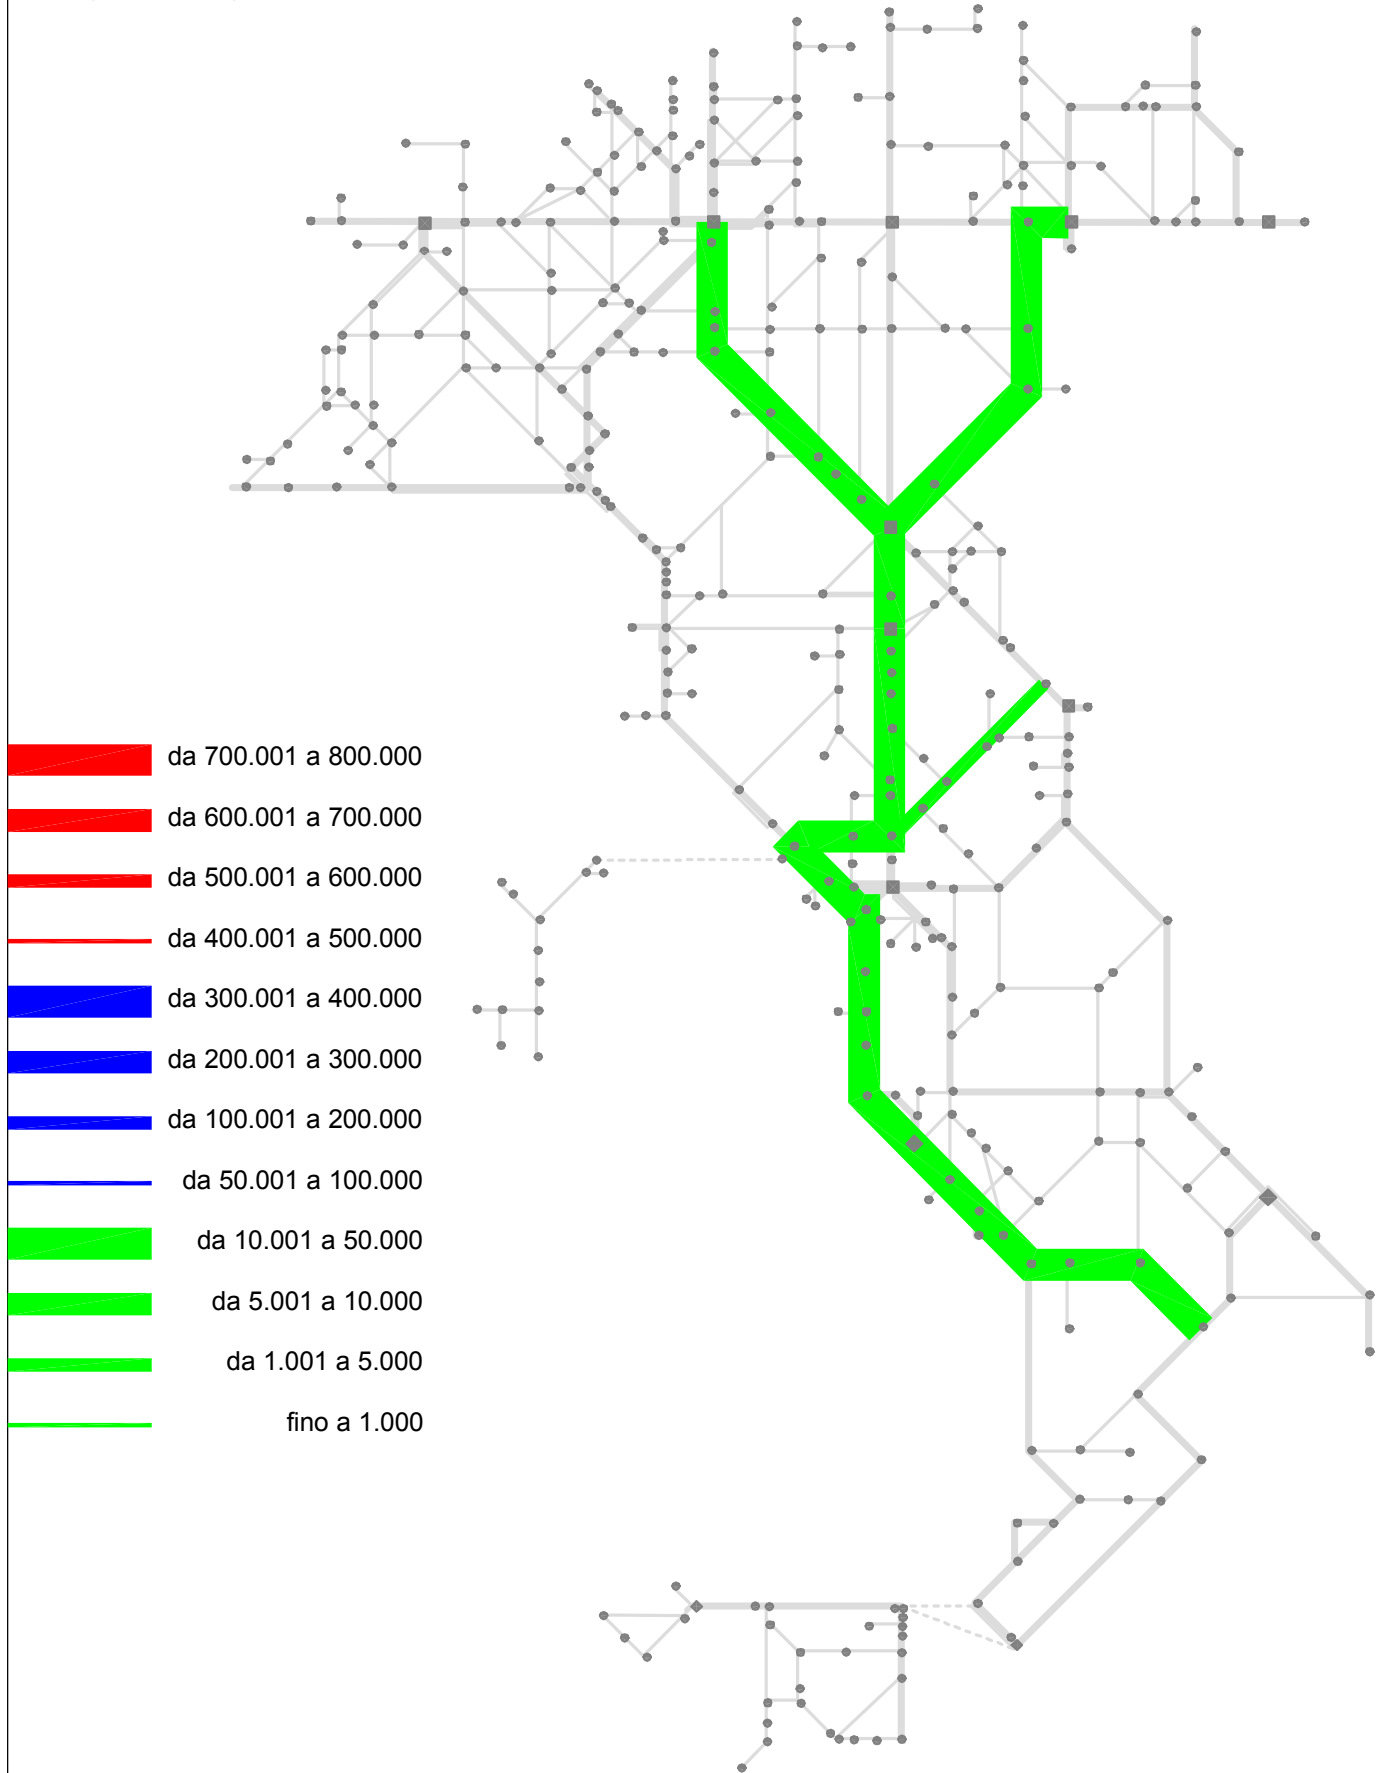 da 700.001 a 800.000
da 600.001 a 700.000
da 500.001 a 600.000
da 400.001 a 500.000
da 300.001 a 400.000
da 200.001 a 300.000
da 100.001 a 200.000
da 50.001 a 100.000
da 10.001 a 50.000
da 5.001 a 10.000
da 1.001 a 5.000
fino a 1.000